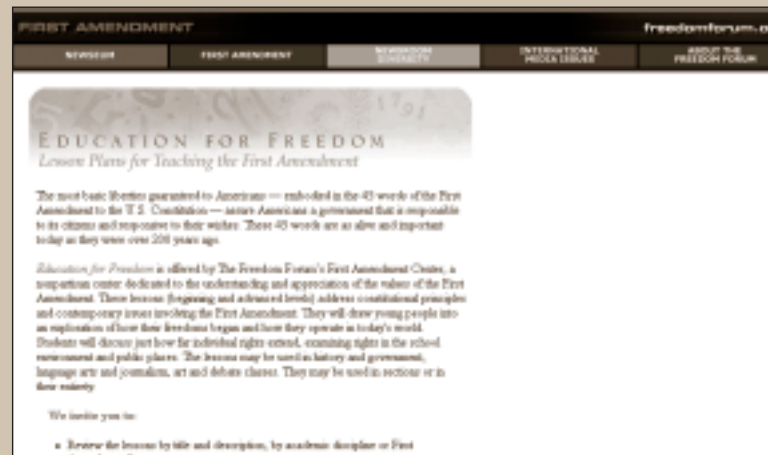 FIRST AMENDMENT
freedomforum.o
NEWSEUM
FIRST AMENDMENT
NEWSROOM
DIVERSITY
INTERNATIONAL
MEDIA ISSUES
ABOUT THE
FREEDOM FORUM
1791
EDUCATION FOR FREEDOM
Lesson Plans for Teaching the First Amendment
The most basic liberties guaranteed to Americans — embodied in the 45 words of the First
Amendment to the U.S. Constitution — assure Americans a government that is responsible
to its citizens and responsive to their wishes. These 45 words are as alive and important
today as they were over 200 years ago.
Education for Freedom is offered by The Freedom Forum's First Amendment Center, a
nonpartisan center dedicated to the understanding and appreciation of the values of the First
Amendment. These lessons (beginning and advanced levels) address constitutional principles
and contemporary issues involving the First Amendment. They will draw young people into
an exploration of how their freedoms began and how they operate in today's world.
Students will discuss just how far individual rights extend, examining rights in the school
environment and public places. The lessons may be used in history and government,
language arts and journalism, art and debate classes. They may be used in sections or in
their entirety.
We invite you to:
Review the lessons by title and description, by academic discipline or First